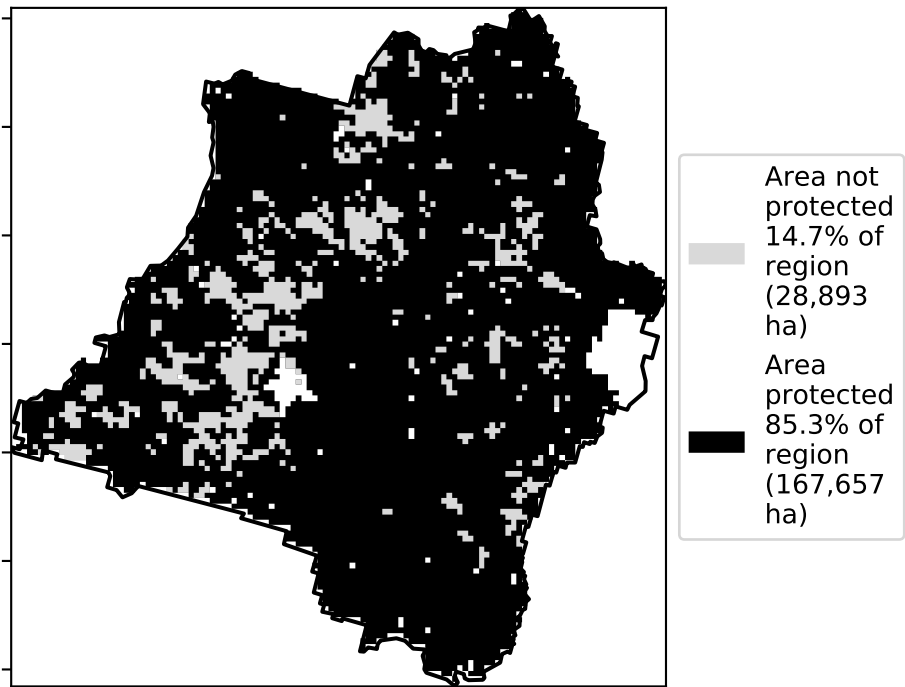 Area not
protected
14.7% of
region
(28,893
ha)
Area
protected
85.3% of
region
(167,657
ha)